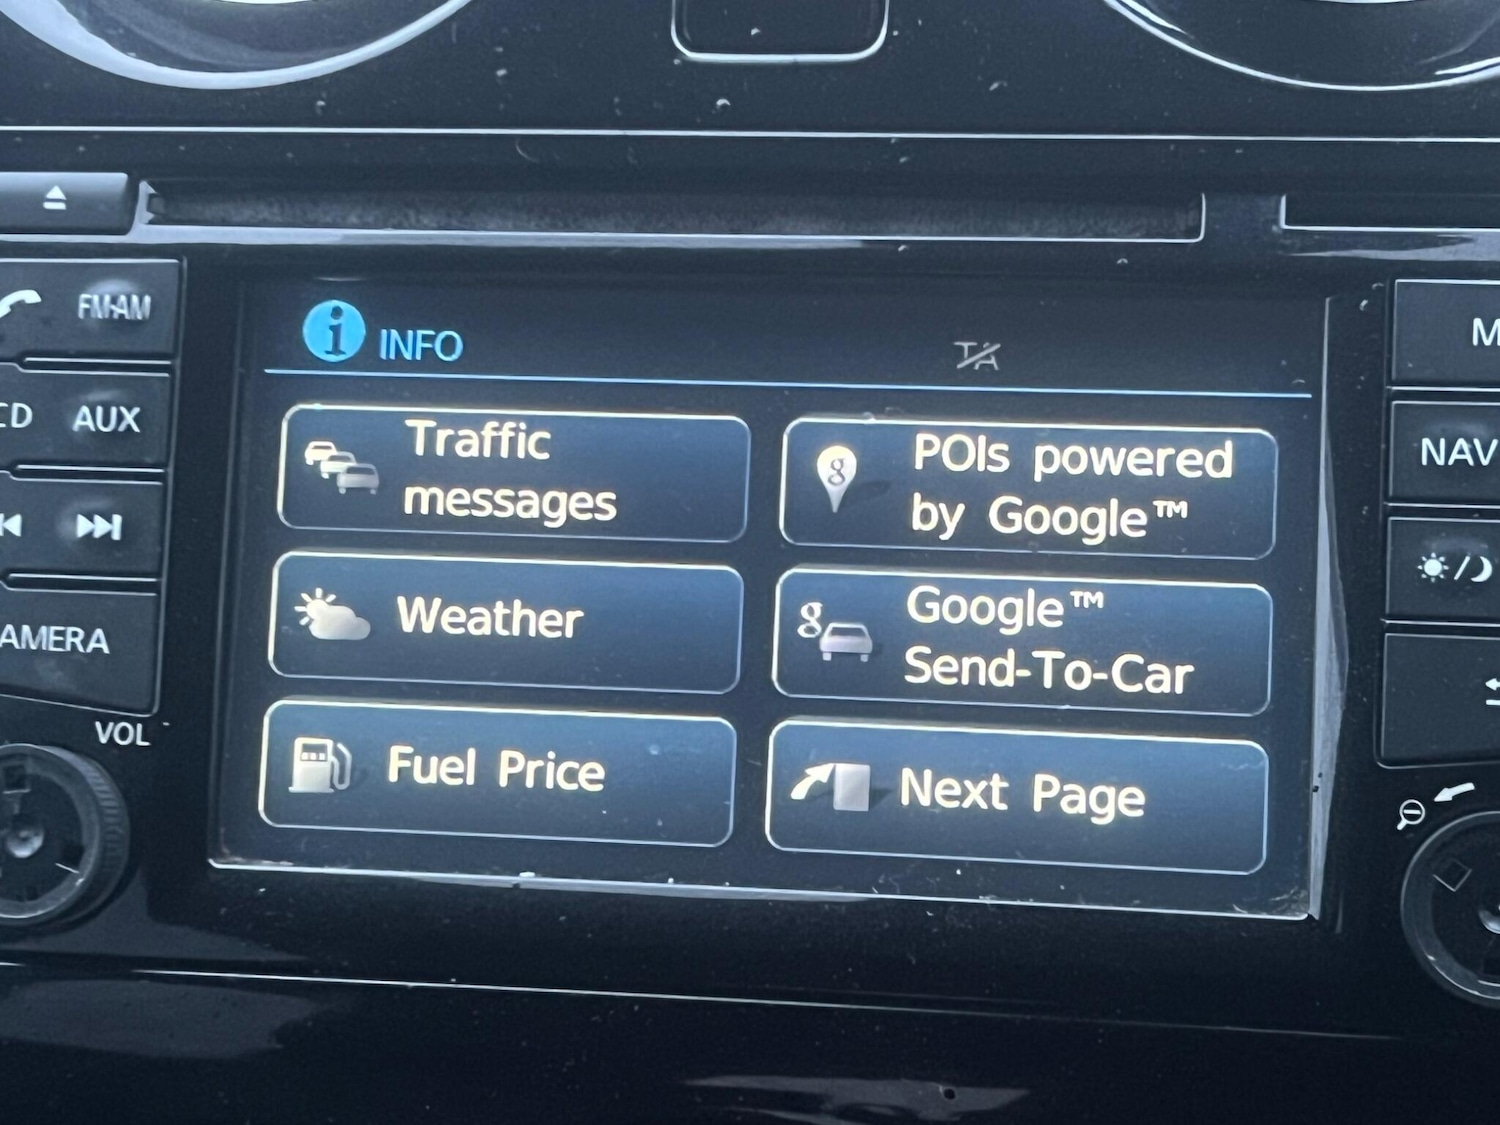 FM·AM
CD AUX
VOL
INFO
TA
Traffic
messages
POIs powered
by Google™
Weather
Google™
Send-To-Car
Fuel Price
Next Page
NAV